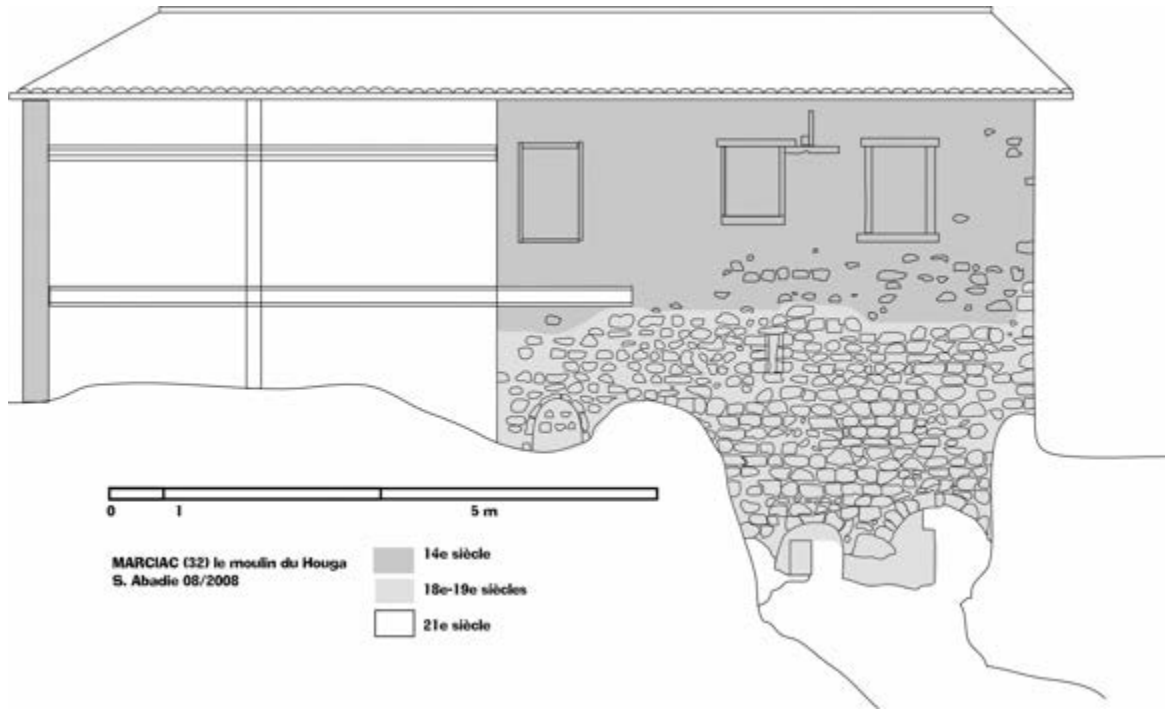 0 1 5 m
MARCIAC (32) le moulin du Houga
S. Abadie 08/2008
14e siècle
18e-19e siècles
21e siècle